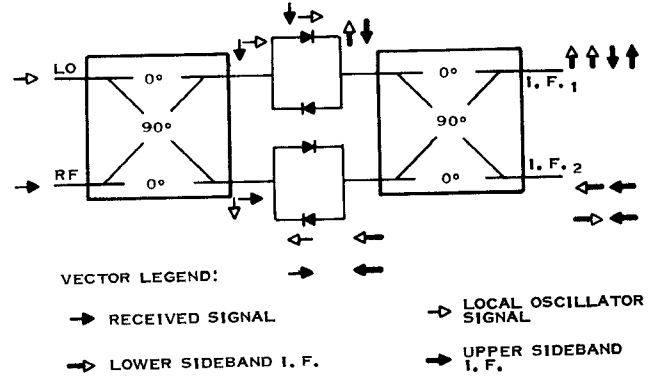 LO
0°
90°
RF
0°
0°
90°
0°
I. F. 1
I. F. 2
VECTOR LEGEND:
RECEIVED SIGNAL
LOCAL OSCILLATOR
SIGNAL
LOWER SIDEBAND I. F.
UPPER SIDEBAND
I. F.